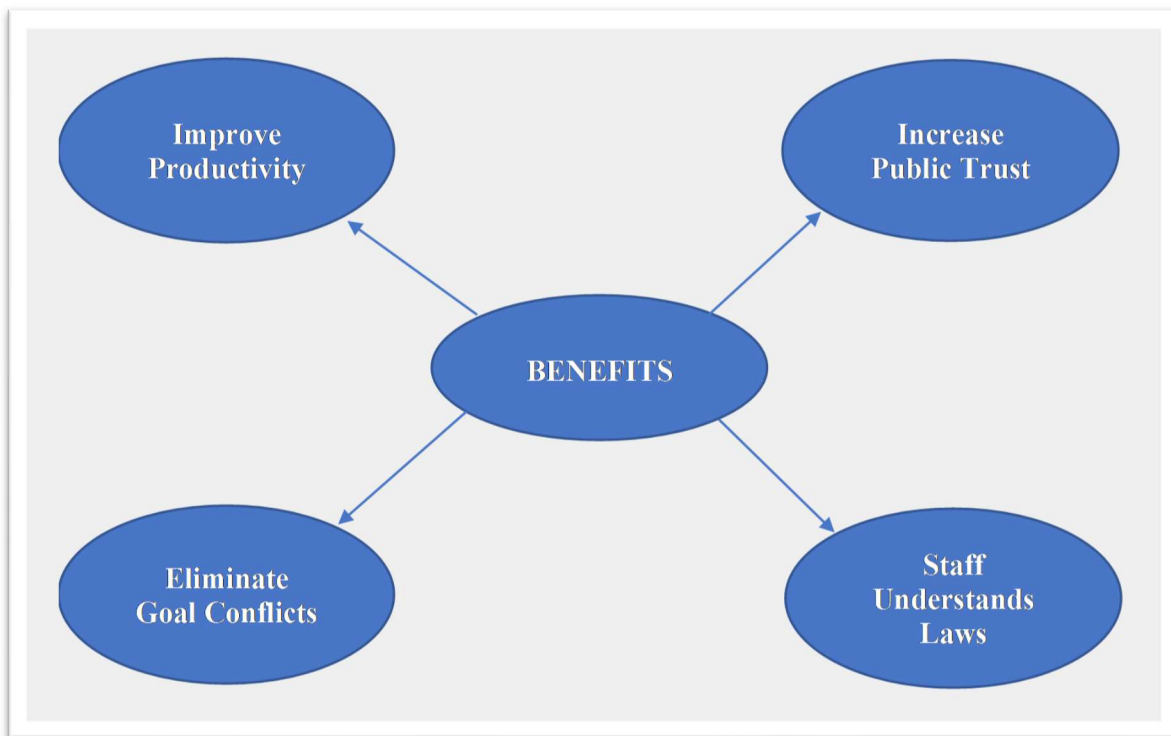 Improve
Productivity
Increase
Public Trust
BENEFITS
Eliminate
Goal Conflicts
Staff
Understands
Laws